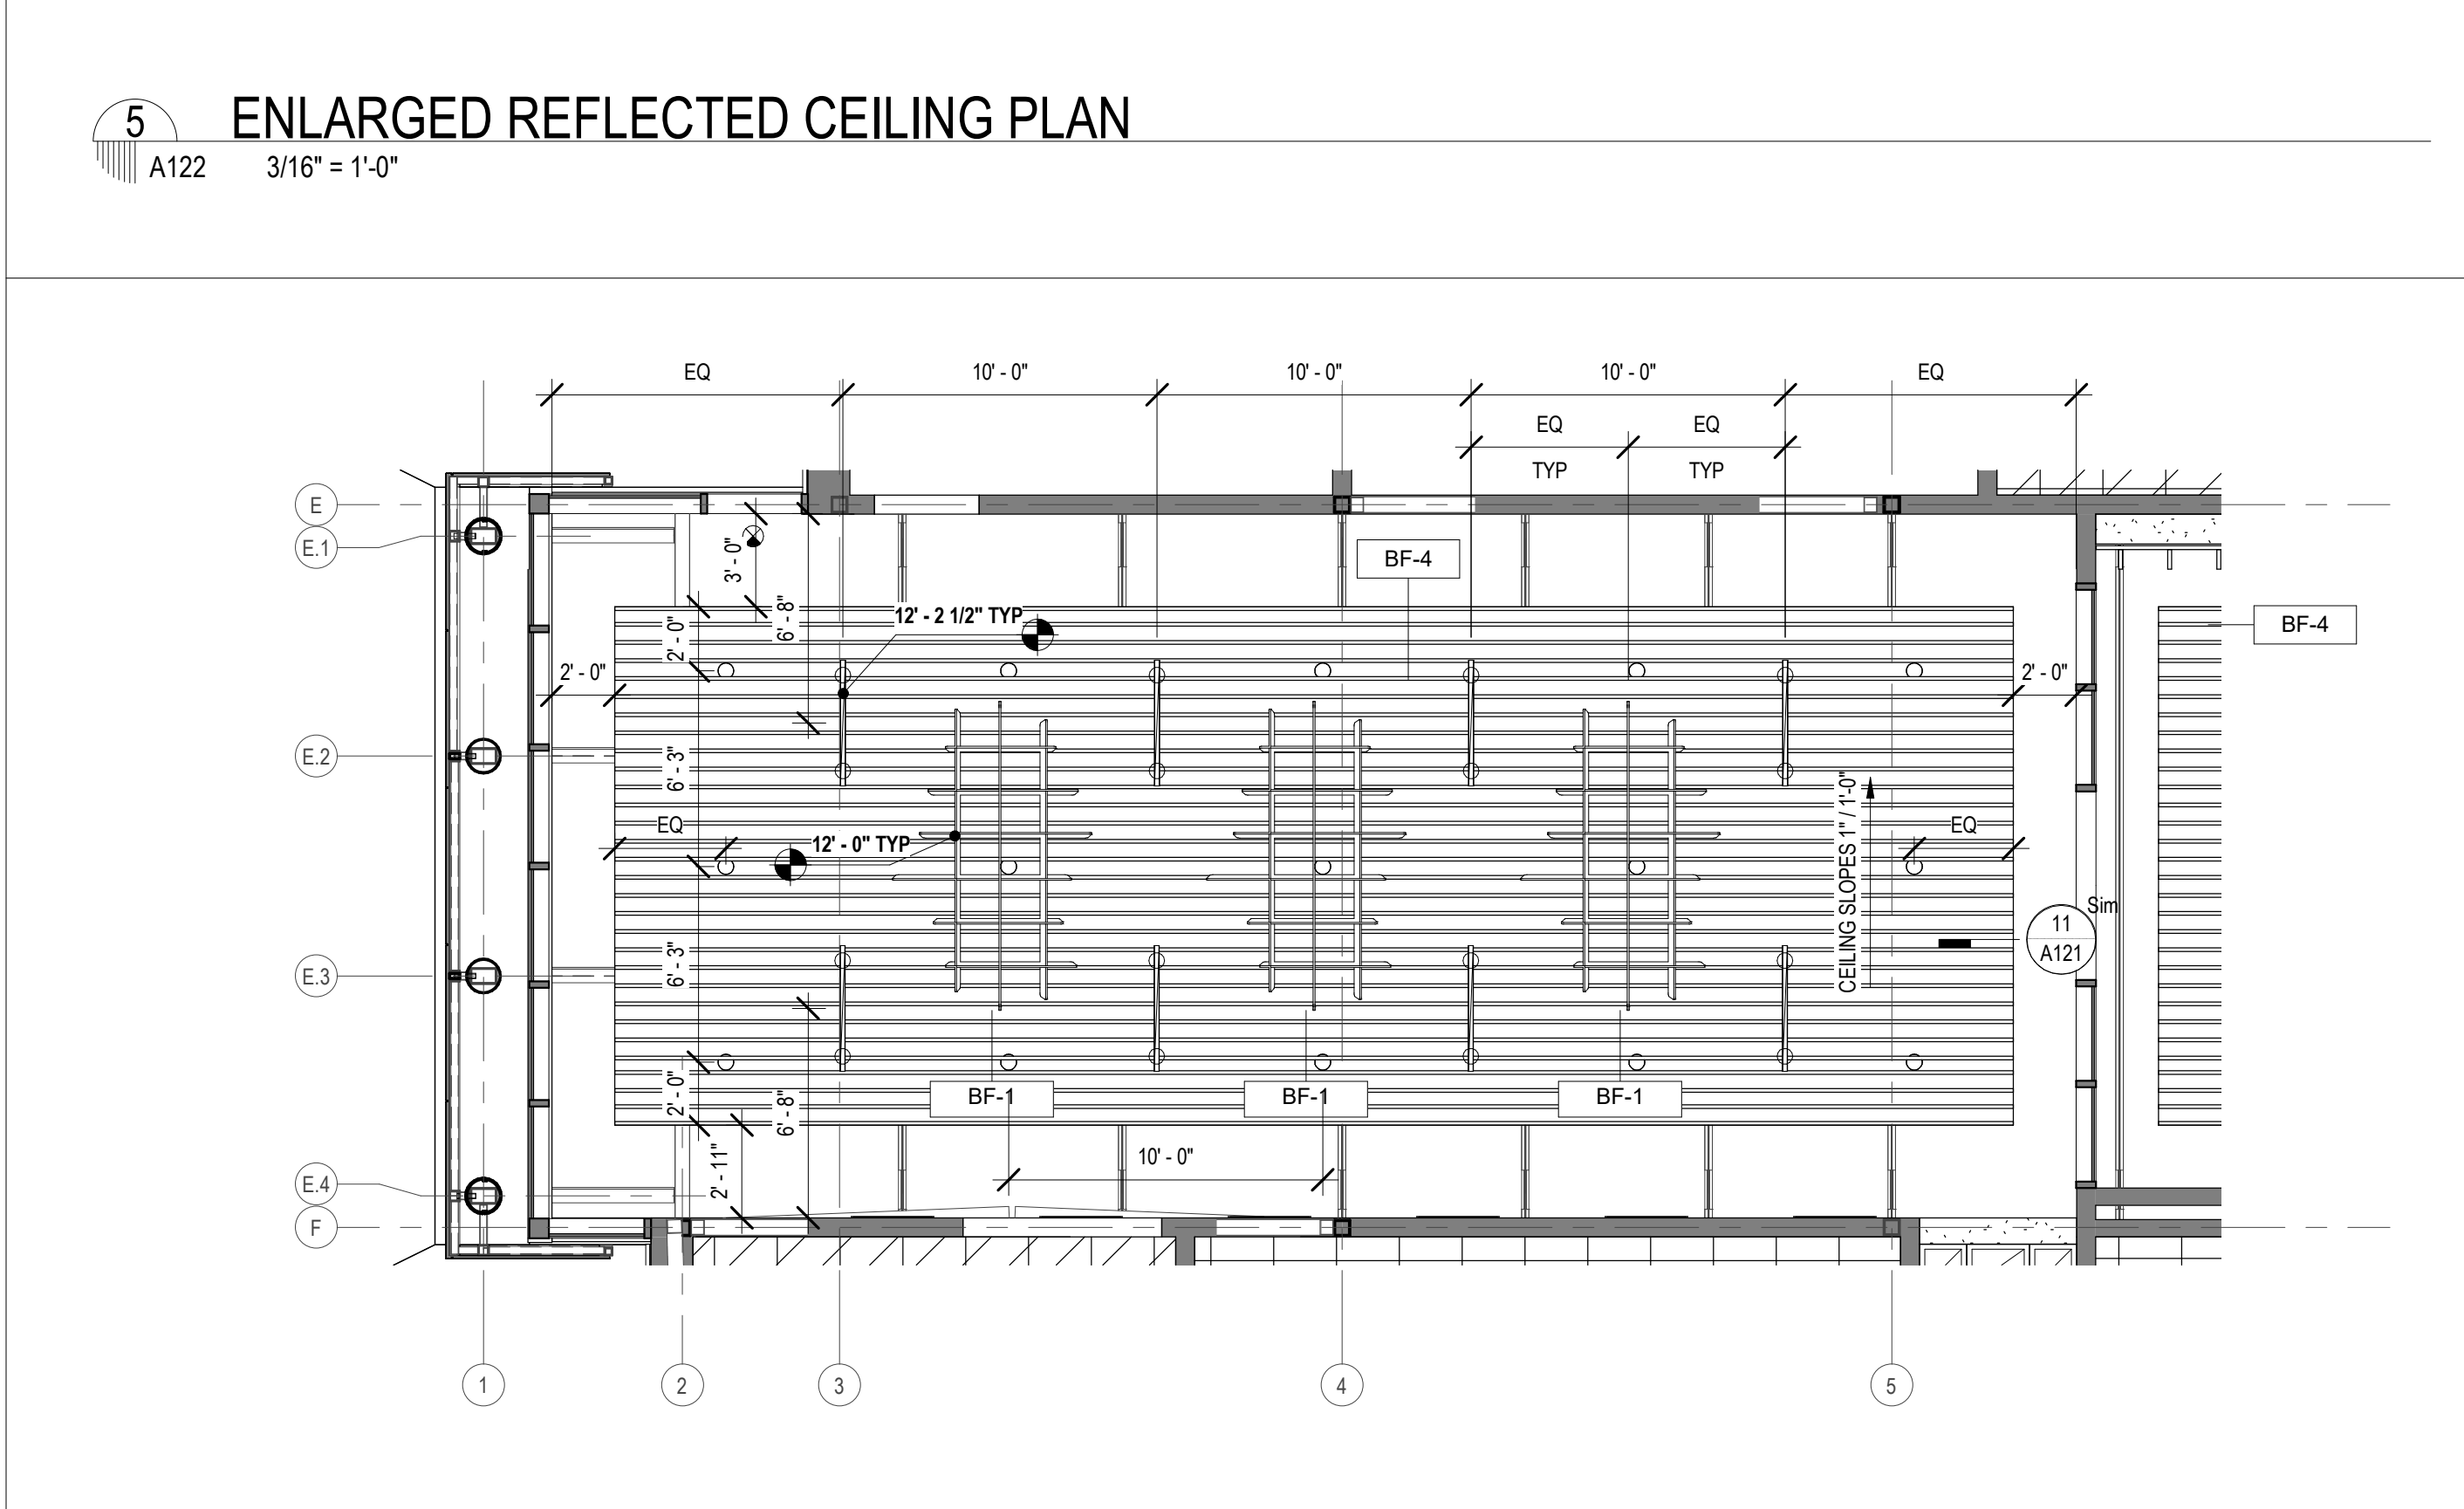 5
ENLARGED REFLECTED CEILING PLAN
A122
3/16" = 1'-0"
EQ
10' - 0"
10' - 0"
10' - 0"
EQ
EQ
EQ
TYP
TYP
E
E.1
3' - 0"
6' - 8"
BF-4
12' - 2 1/2" TYP
BF-4
2' - 0"
2' - 0"
2' - 0"
E.2
6' - 3"
EQ
12' - 0" TYP
CEILING SLOPES 1" / 1'-0"
EQ
Sim
11
A121
E.3
6' - 3"
2' - 0"
6' - 8"
BF-1
BF-1
BF-1
2' - 11"
10' - 0"
E.4
F
1
2
3
4
5